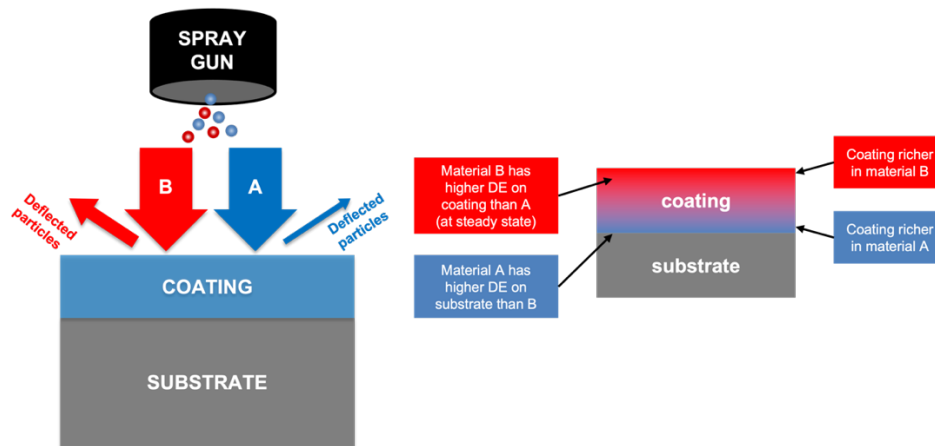 SPRAY
GUN
B
A
Deflected
particles
Deflected
particles
COATING
SUBSTRATE
Material B has
higher DE on
coating than A
(at steady state)
Material A has
higher DE on
substrate than B
coating
substrate
Coating richer
in material B
Coating richer
in material A